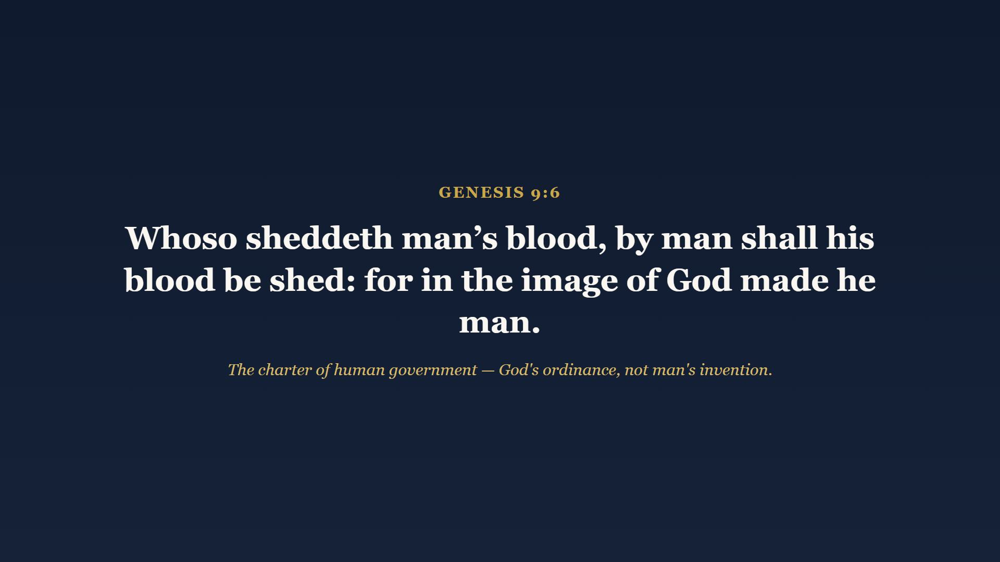 GENESIS 9:6
Whoso sheddeth man’s blood, by man shall his
blood be shed: for in the image of God made he
man.
The charter of human government — God's ordinance, not man's invention.